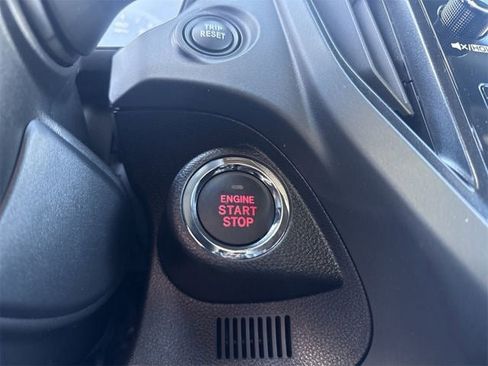 TRIP
RESET
ENGINE
START
STOP